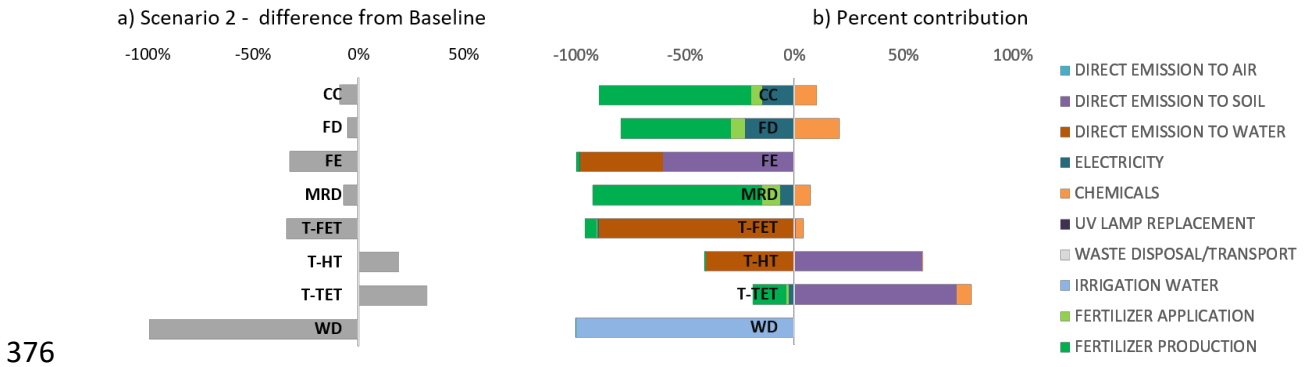 a) Scenario 2 -  difference from Baseline
-100% -50% 0% 50%
CC
FD
FE
MRD
T-FET
T-HT
T-TET
WD
b) Percent contribution
-100% -50% 0% 50% 100%
CC
FD
FE
MRD
T-FET
T-HT
T-TET
WD
DIRECT EMISSION TO AIR
DIRECT EMISSION TO SOIL
DIRECT EMISSION TO WATER
ELECTRICITY
CHEMICALS
UV LAMP REPLACEMENT
WASTE DISPOSAL/TRANSPORT
IRRIGATION WATER
FERTILIZER APPLICATION
FERTILIZER PRODUCTION
376